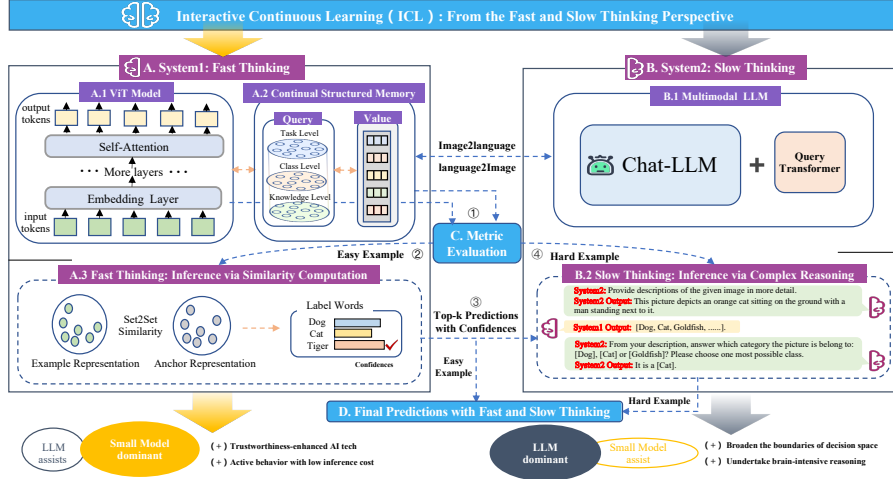 Interactive Continuous Learning ( ICL ) : From the Fast and Slow Thinking Perspective
A. System1: Fast Thinking
A.1 ViT Model
output
tokens
Self-Attention
··· More layers ···
Embedding Layer
input
tokens
A.2 Continual Structured Memory
Query
Value
Task Level
Class Level
Knowledge Level
Image2language
language2Image
B. System2: Slow Thinking
B.1 Multimodal LLM
Chat-LLM
+
Query
Transformer
①
C. Metric
Evaluation
Easy Example
②
④
Hard Example
A.3 Fast Thinking: Inference via Similarity Computation
Set2Set
Similarity
Example Representation
Anchor Representation
Label Words
Dog
Cat
Tiger
Confidences
③
Top-k Predictions
with Confidences
Easy
Example
B.2 Slow Thinking: Inference via Complex Reasoning
System2: Provide descriptions of the given image in more detail.
System2 Output: This picture depicts an orange cat sitting on the ground with a
man standing next to it.
System1 Output: [Dog, Cat, Goldfish, ......].
System2: From your description, answer which category the picture is belong to:
[Dog], [Cat] or [Goldfish]? Please choose one most possible class.
System2 Output: It is a [Cat].
Hard Example
D. Final Predictions with Fast and Slow Thinking
LLM
assists
Small Model
dominant
( + ) Trustworthiness-enhanced AI tech
( + ) Active behavior with low inference cost
LLM
dominant
Small Model
assist
( + ) Broaden the boundaries of decision space
( + ) Uundertake brain-intensive reasoning